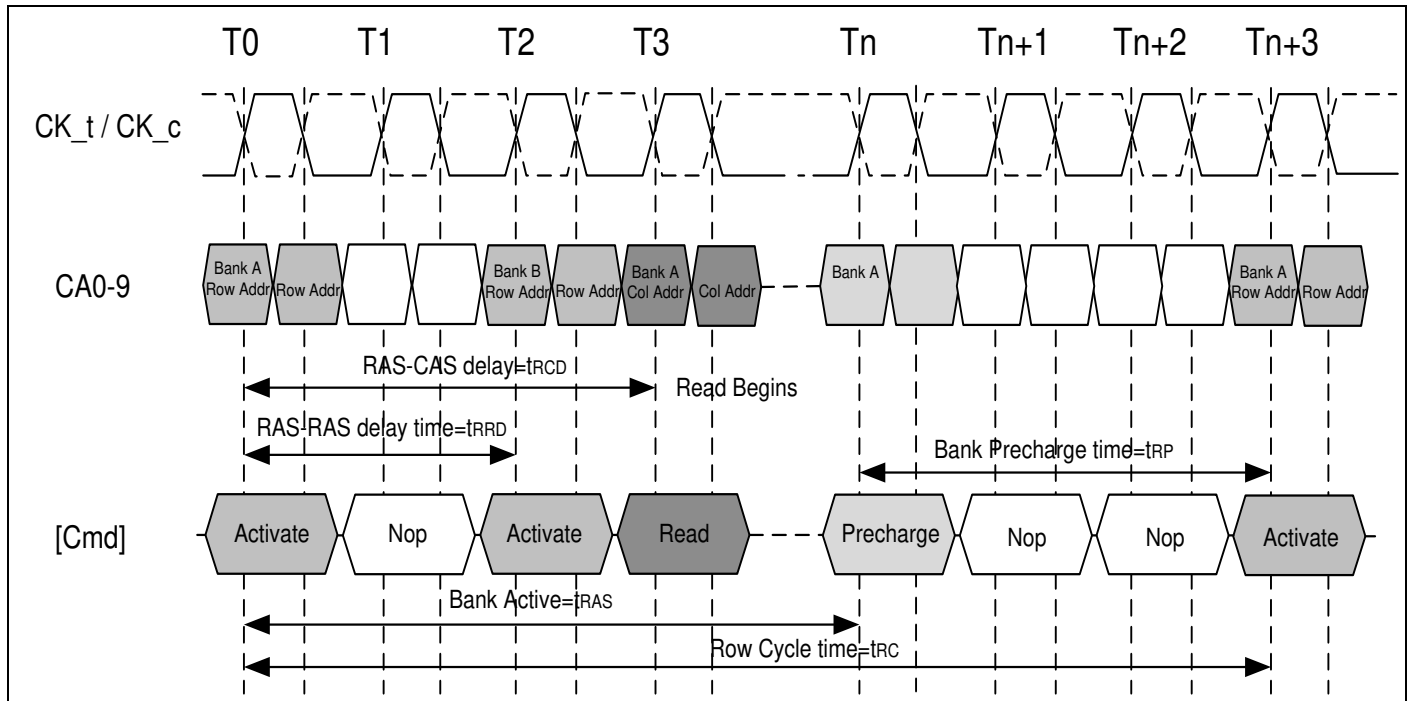 T0 T1 T2 T3 Tn Tn+1 Tn+2 Tn+3
CK_t / CK_c
CA0-9
Bank A
Row Addr
Row Addr
Bank B
Row Addr
Row Addr
Bank A
Col Addr
Col Addr
Bank A
Bank A
Row Addr
Row Addr
RAS-CAS delay=tRCD
Read Begins
RAS-RAS delay time=tRRD
Bank Precharge time=tRP
[Cmd]
Activate Nop Activate Read Precharge Nop Nop Activate
Bank Active=tRAS
Row Cycle time=tRC